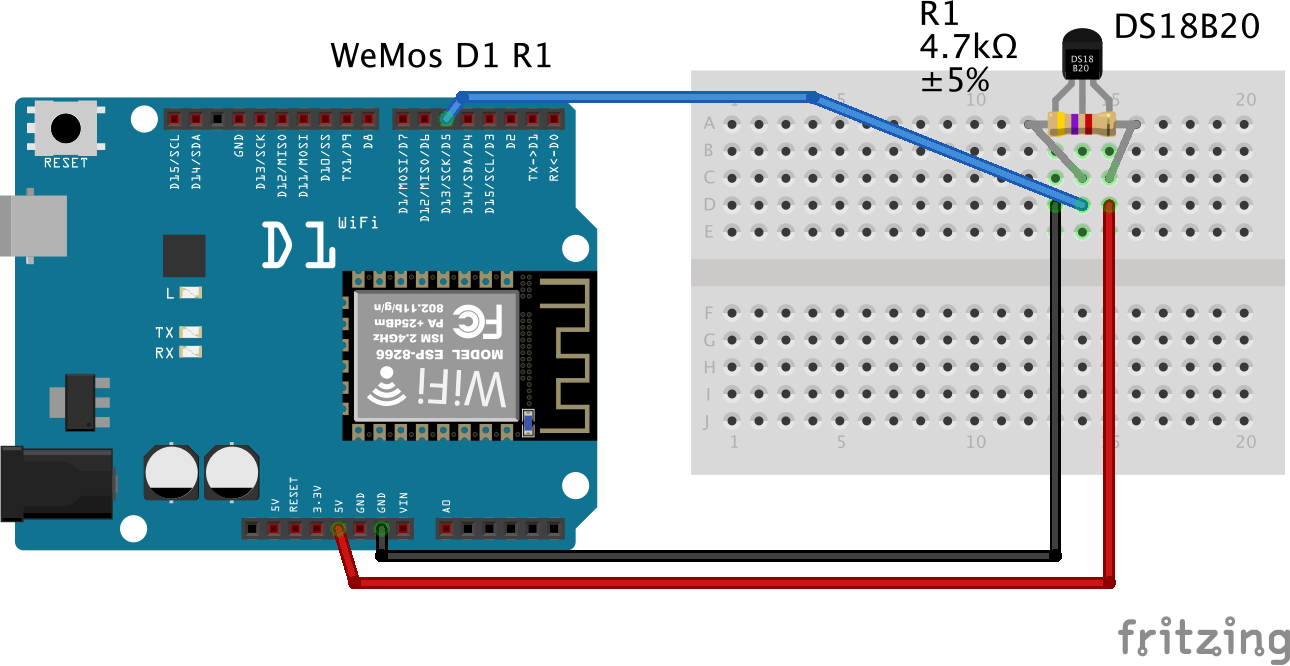 R1
4.7kΩ
±5%
DS18B20
WeMos D1 R1
DS18
B20
RESET
D15/SCL
D14/SDA
GND
D13/SCK
D12/MISO
D11/MOSI
D10/SS
TX1/D9
D8
D1/MOSI/D7
D12/MISO/D6
D13/SCK/D5
D14/SDA/D4
D15/SCL/D3
D2
TX->D1
RX<-D0
D1
WiFi
L
TX
RX
WiFi
MODEL ESP-8266
ISM 2.4GHz
PA +25dBm
802.11b/g/n
FC
5V
RESET
3.3V
5V
GND
GND
VIN
A0
1 5 10 15 20
A
B
C
D
E
F
G
H
I
J
1 5 10 15 20
fritzing